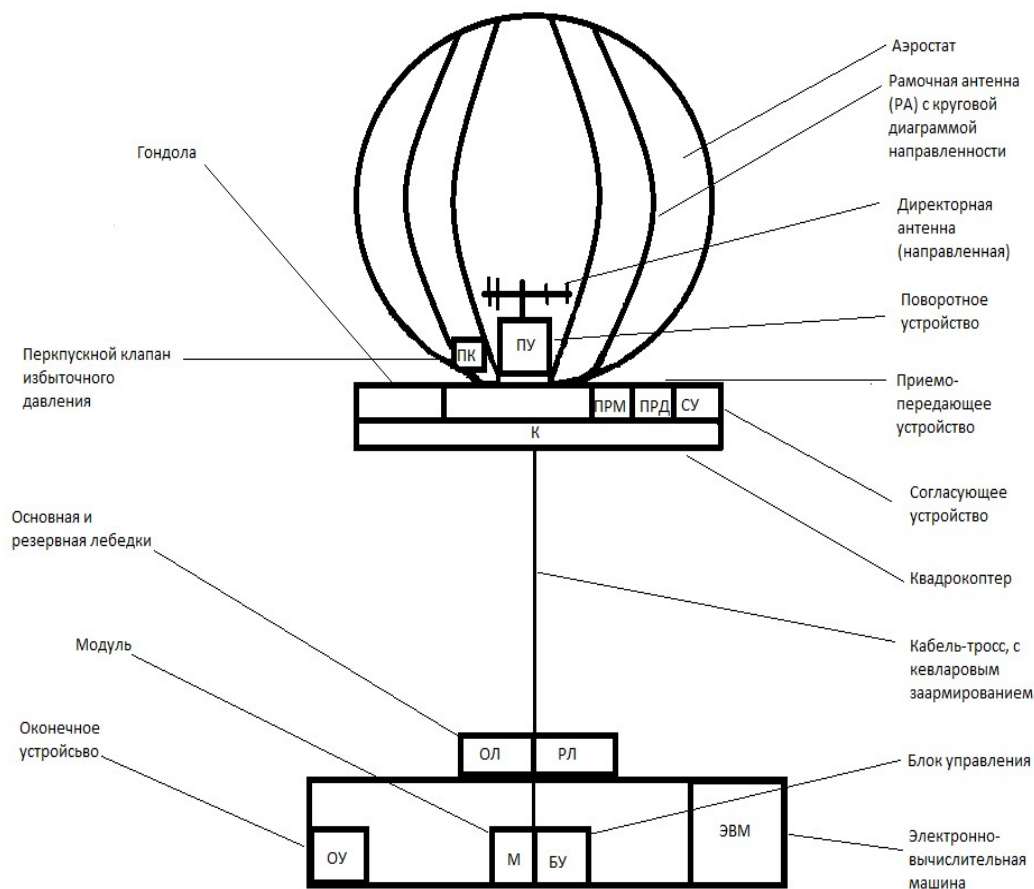 Аэростат
Рамочная антенна
(РА) с круговой
диаграммой
направленности
Гондола
Директорная
антенна
(направленная)
Поворотное
устройство
ПУ
ПК
Перкпускной клапан
избыточного
давления
Приемо-
передающее
устройство
ПРМ
ПРД
СУ
К
Согласующее
устройство
Основная и
резервная лебедки
Квадрокоптер
Модуль
Кабель-тросс, с
кевларовым
заармированием
Оконечное
устройсьво
ОЛ
РЛ
Блок управления
ОУ
М
БУ
ЭВМ
Электронно-
вычислительная
машина